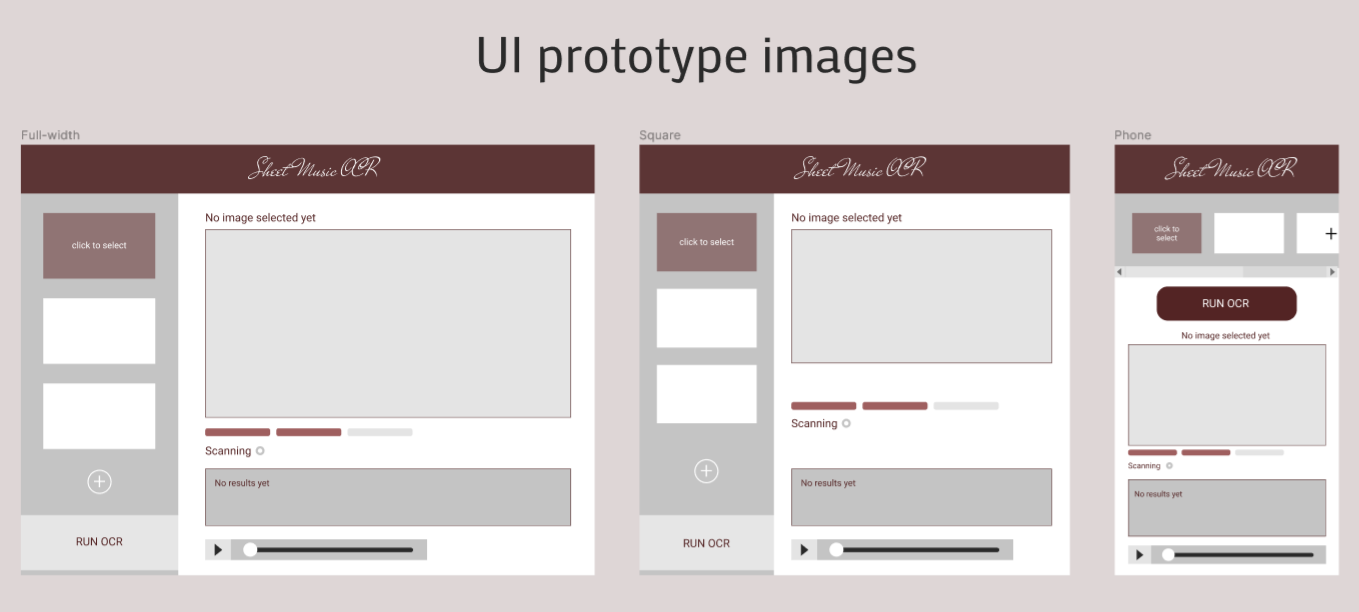 UI prototype images
Full-width
Sheet Music OCR
click to select
RUN OCR
No image selected yet
Scanning
No results yet
Square
Sheet Music OCR
click to select
RUN OCR
No image selected yet
Scanning
No results yet
Phone
Sheet Music OCR
click to
select
RUN OCR
No image selected yet
Scanning
No results yet